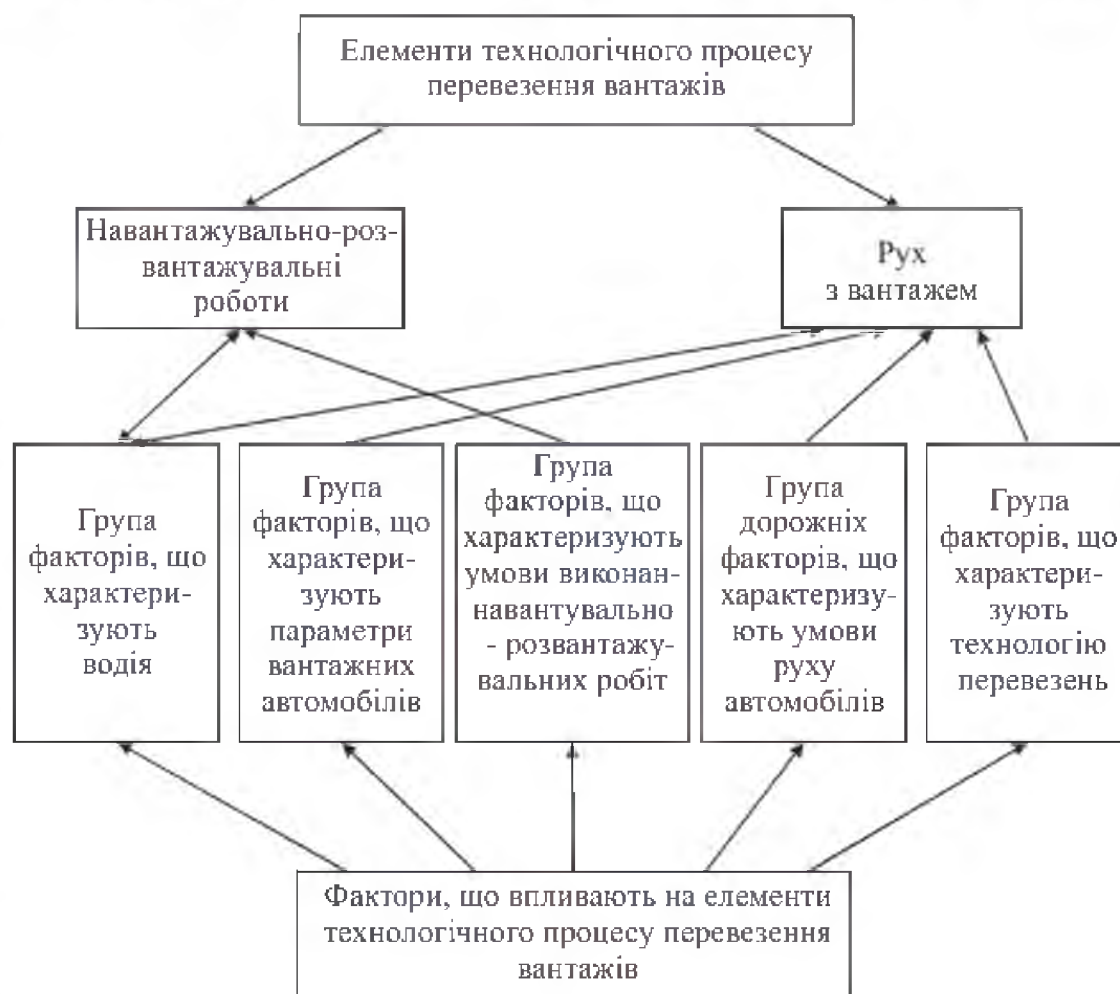 Елементи технологічного процесу
перевезення вантажів
Навантажувально-роз-
вантажувальні
роботи
Рух
з вантажем
Група
факторів, що
характери-
зують
водія
Група
факторів, що
характери-
зують
параметри
вантажних
автомобілів
Група
факторів, що
характеризують
умови виконан-
навантувально
- розвантажу-
вальних робіт
Група
дорожніх
факторів, що
характеризу-
ють умови
руху
автомобілів
Група
факторів, що
характери-
зують
технологію
перевезень
Фактори, що впливають на елементи
технологічного процесу перевезення
вантажів